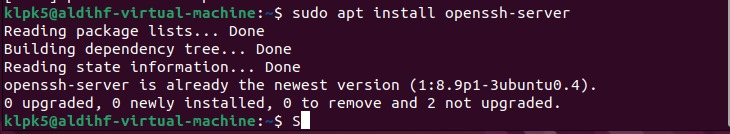 klpk5@aldihf-virtual-machine:~$ sudo apt install openssh-server
Reading package lists... Done
Building dependency tree... Done
Reading state information... Done
openssh-server is already the newest version (1:8.9p1-3ubuntu0.4).
0 upgraded, 0 newly installed, 0 to remove and 2 not upgraded.
klpk5@aldihf-virtual-machine:~$ S